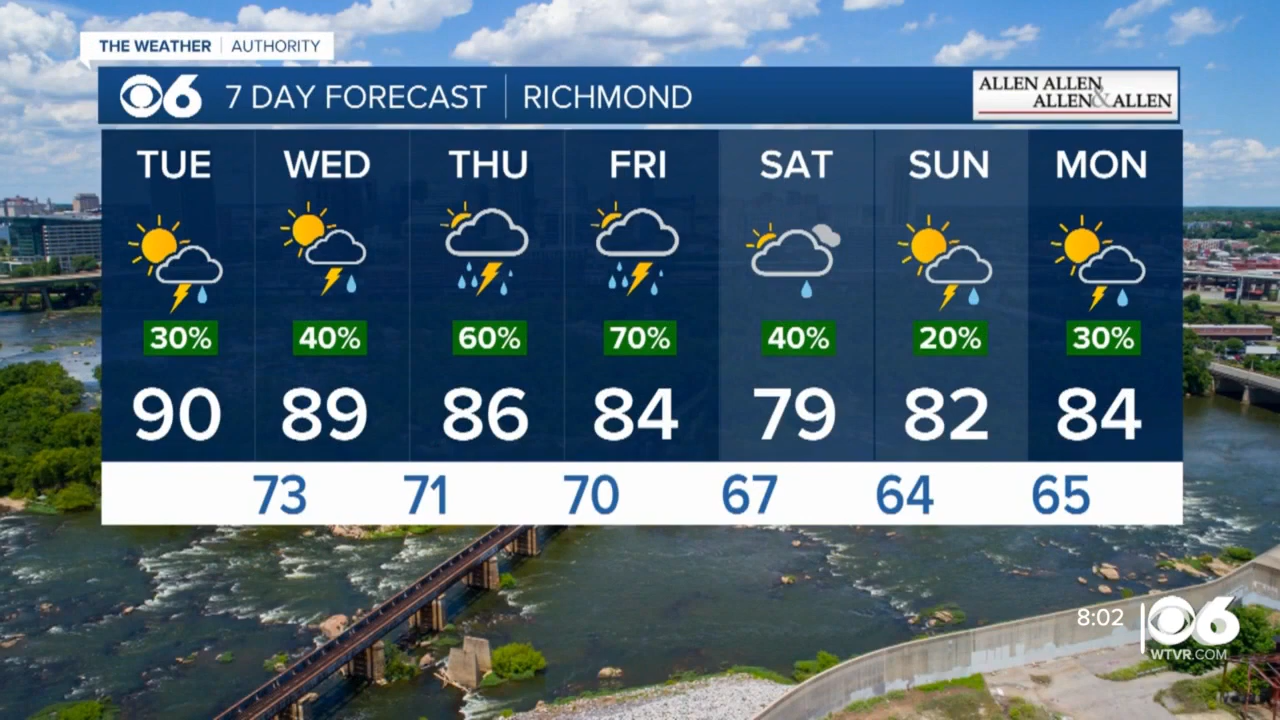 THE WEATHER | AUTHORITY
6 7 DAY FORECAST | RICHMOND
ALLEN ALLEN
ALLEN & ALLEN
TUE WED THU FRI SAT SUN MON
30% 40% 60% 70% 40% 20% 30%
90 89 86 84 79 82 84
73 71 70 67 64 65
8:02 6
WTVR.COM